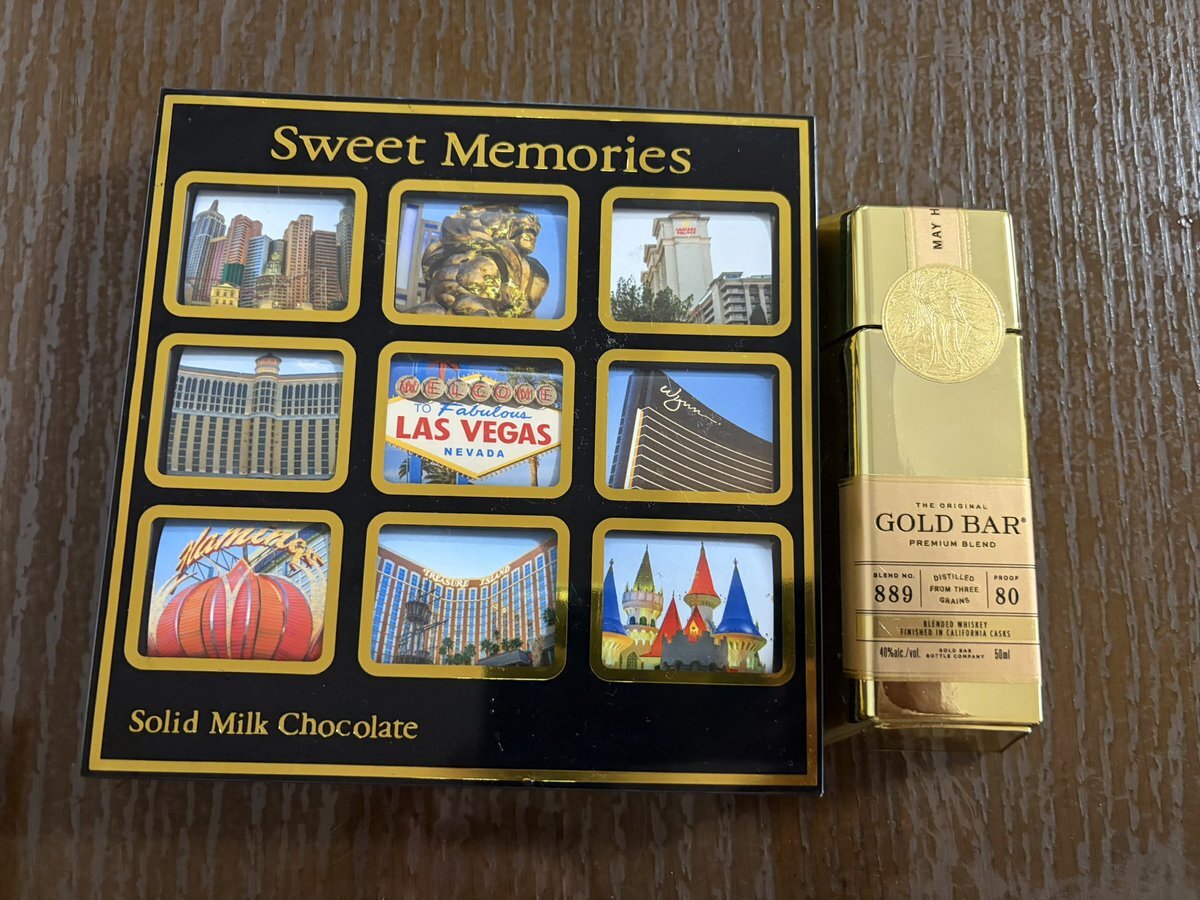 Sweet Memories
CAESARS
PALACE
WELCOME
TO Fabulous
LAS VEGAS
NEVADA
wynn
Flamingo
TREASURE ISLAND
Solid Milk Chocolate
MAY H
THE ORIGINAL
GOLD BAR®
PREMIUM BLEND
BLEND NO.
889
DISTILLED
FROM THREE
GRAINS
PROOF
80
BLENDED WHISKEY
FINISHED IN CALIFORNIA CASKS
40%alc./vol.
GOLD BAR
BOTTLE COMPANY
50ml